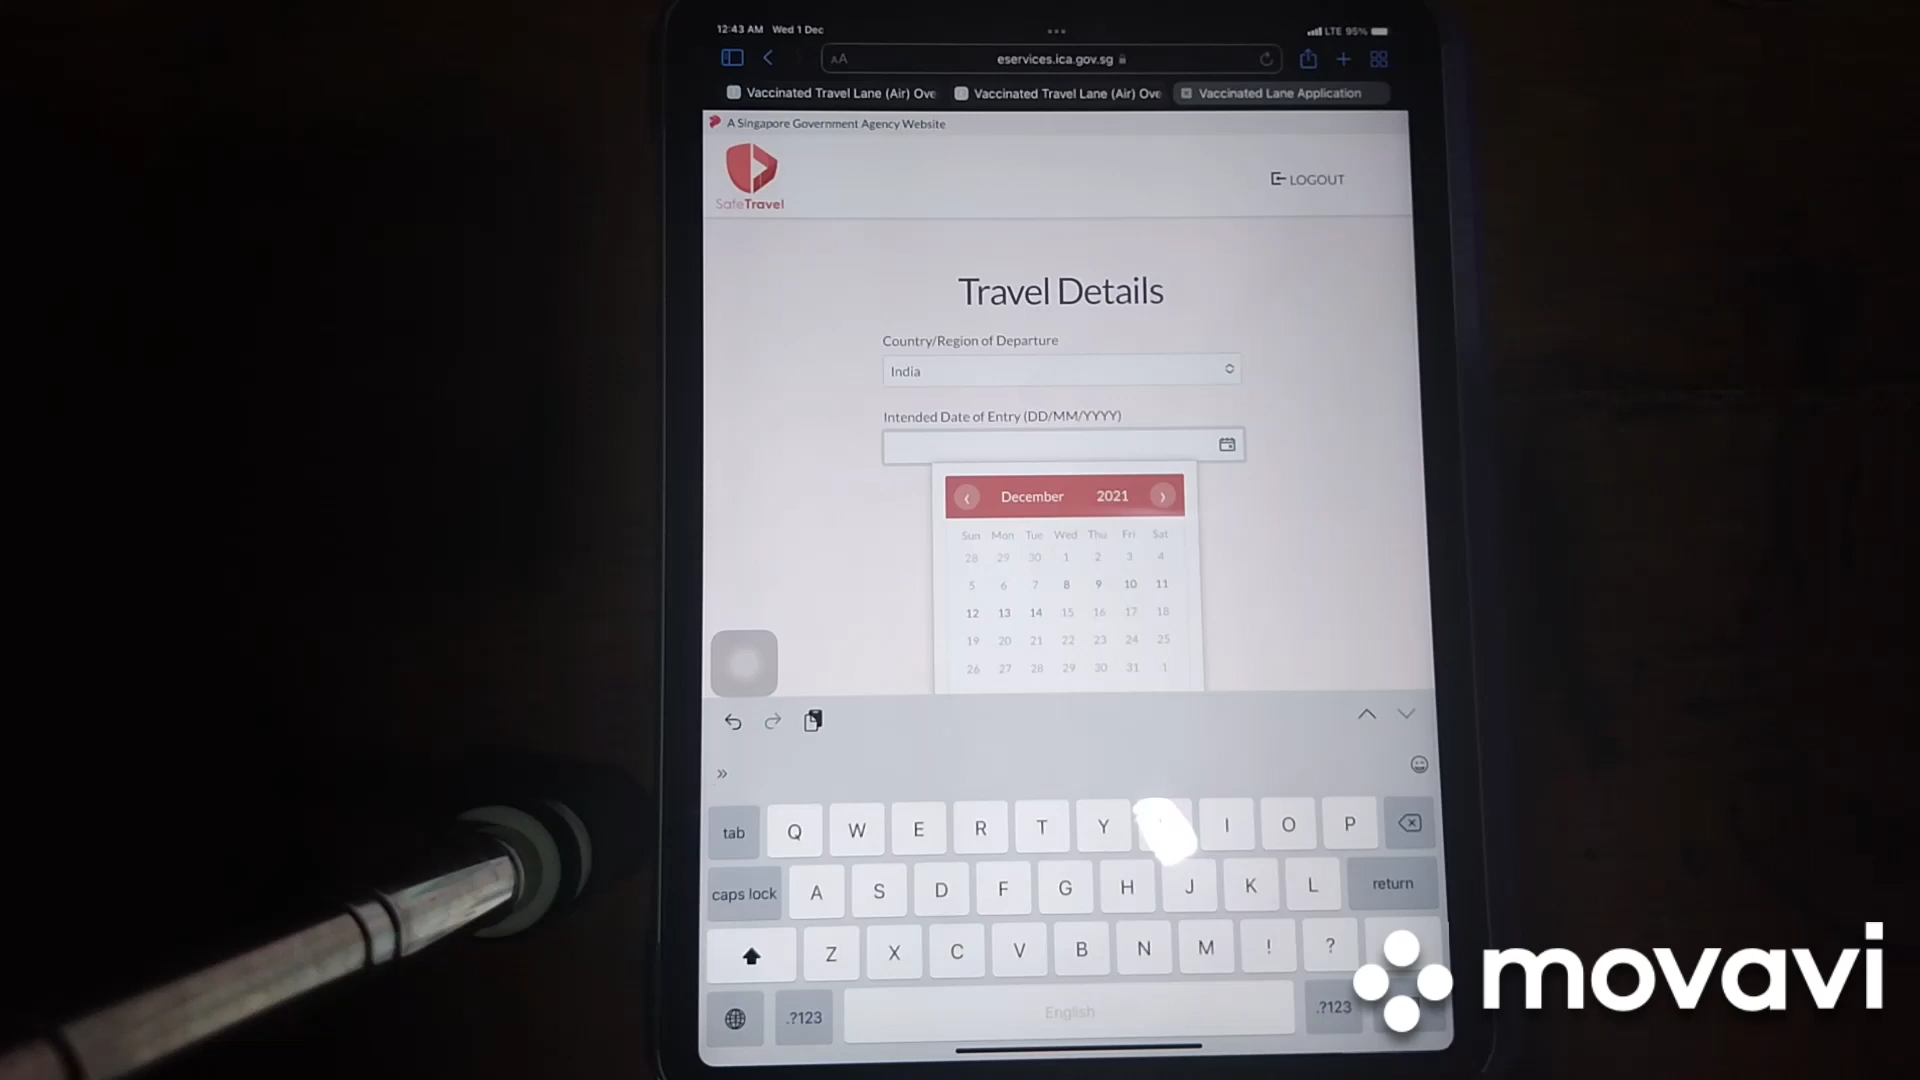 12:43 AM Wed 1 Dec
LTE 95%
AA eservices.ica.gov.sg
Vaccinated Travel Lane (Air) Ove Vaccinated Travel Lane (Air) Ove Vaccinated Lane Application
A Singapore Government Agency Website
SafeTravel
LOGOUT
Travel Details
Country/Region of Departure
India
Intended Date of Entry (DD/MM/YYYY)
December 2021
Sun Mon Tue Wed Thu Fri Sat
28 29 30 1 2 3 4
5 6 7 8 9 10 11
12 13 14 15 16 17 18
19 20 21 22 23 24 25
26 27 28 29 30 31 1
tab Q W E R T Y I O P
caps lock A S D F G H J K L return
Z X C V B N M ! ?
.?123 English .?123
movavi